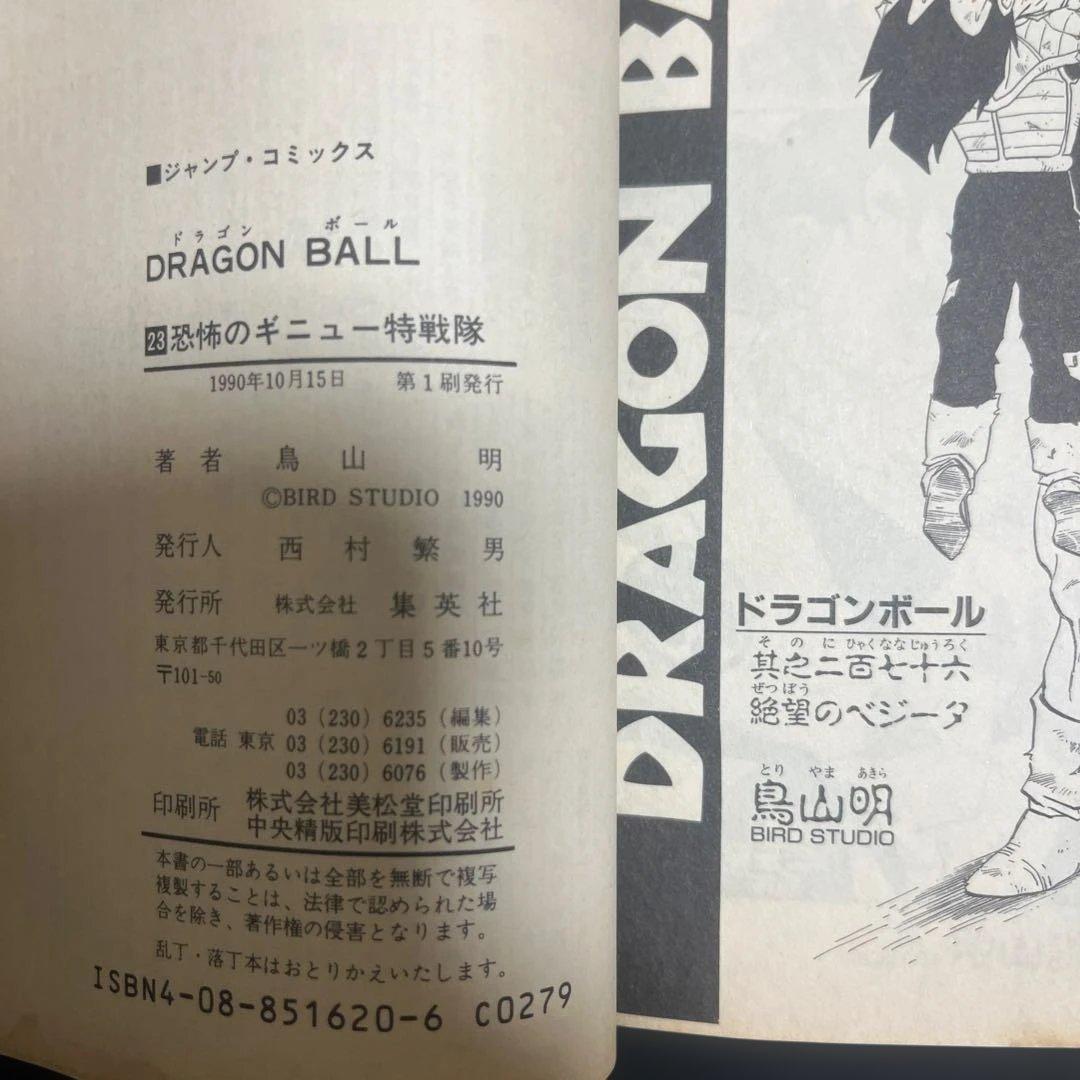 ■ジャンプ・コミックス
ドラゴン ボール
DRAGON BALL
23恐怖のギニュー特戦隊
1990年10月15日 第1刷発行
著者 鳥山 明
©BIRD STUDIO 1990
発行人 西村繁男
発行所 株式会社 集英社
東京都千代田区一ツ橋2丁目5番10号
〒101-50
03(230)6235(編集)
電話 東京 03(230)6191(販売)
03(230)6076(製作)
印刷所 株式会社美松堂印刷所
中央精版印刷株式会社
本書の一部あるいは全部を無断で複写
複製することは、法律で認められた場
合を除き、著作権の侵害となります。
乱丁・落丁本はおとりかえいたします。
ISBN4-08-851620-6 C0279
DRAGON BA
ドラゴンボール
そのにひゃくななじゅうろく
其之二百七十六
ぜつぼう
絶望のベジータ
とり やま あきら
鳥山明
BIRD STUDIO